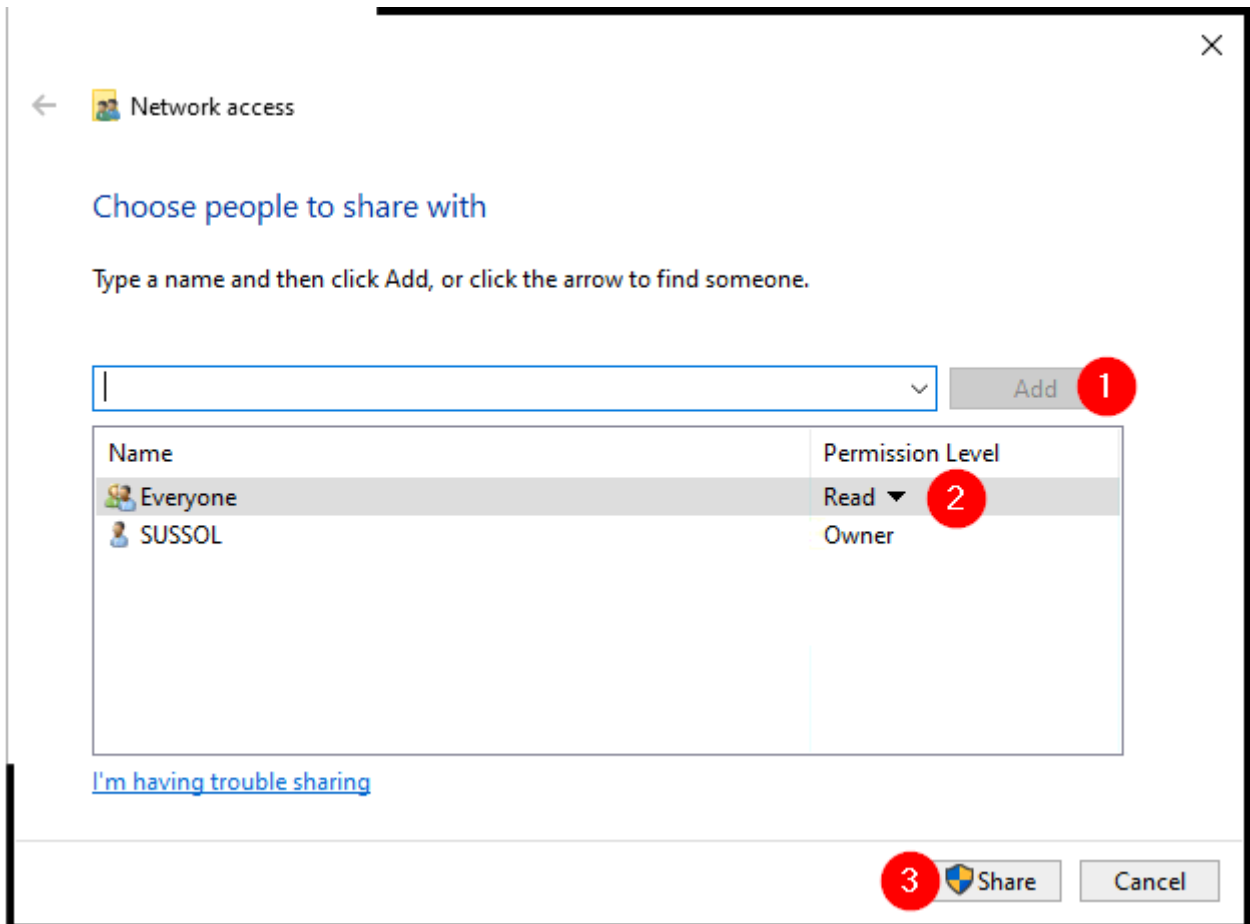 Network access
Choose people to share with
Type a name and then click Add, or click the arrow to find someone.
Add 1
Name Permission Level
Everyone Read 2
SUSSOL Owner
I'm having trouble sharing
3 Share Cancel